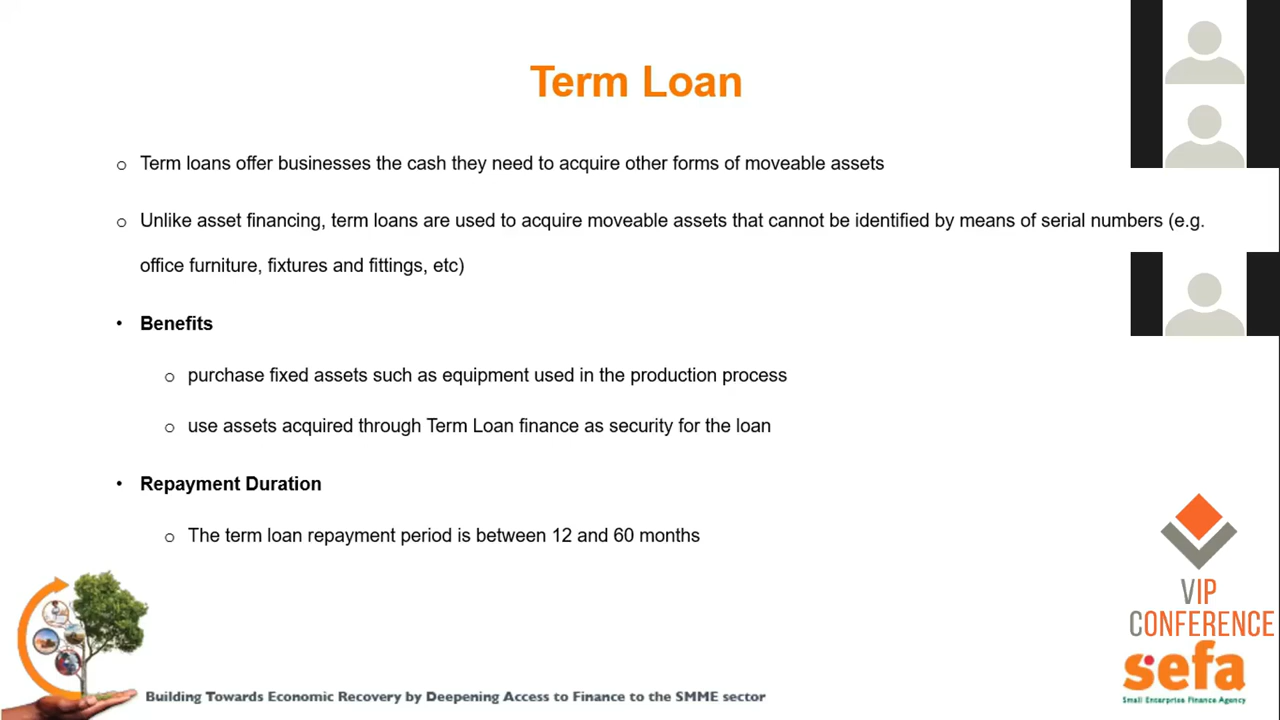 Term Loan
Term loans offer businesses the cash they need to acquire other forms of moveable assets
Unlike asset financing, term loans are used to acquire moveable assets that cannot be identified by means of serial numbers (e.g.
office furniture, fixtures and fittings, etc)
Benefits
purchase fixed assets such as equipment used in the production process
use assets acquired through Term Loan finance as security for the loan
Repayment Duration
The term loan repayment period is between 12 and 60 months
VIP
CONFERENCE
sefa
Small Enterprise Finance Agency
Building Towards Economic Recovery by Deepening Access to Finance to the SMME sector